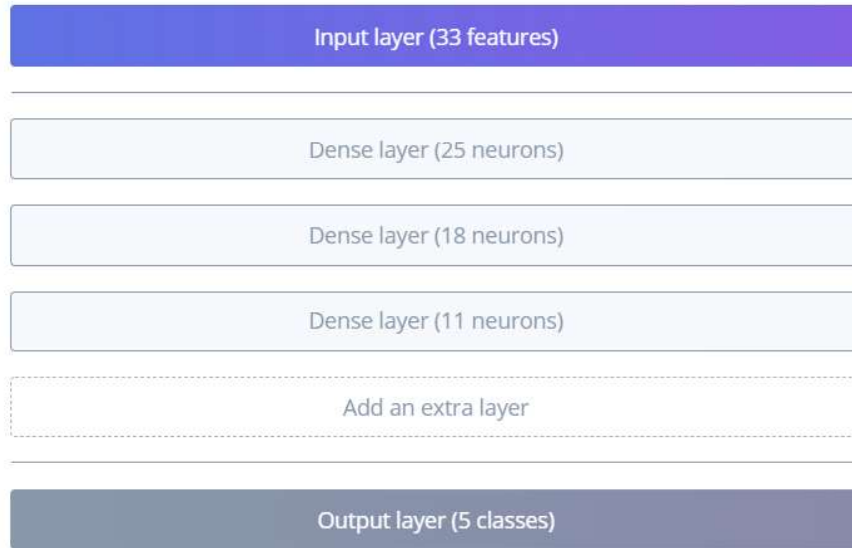 Input layer (33 features)
Dense layer (25 neurons)
Dense layer (18 neurons)
Dense layer (11 neurons)
Add an extra layer
Output layer (5 classes)